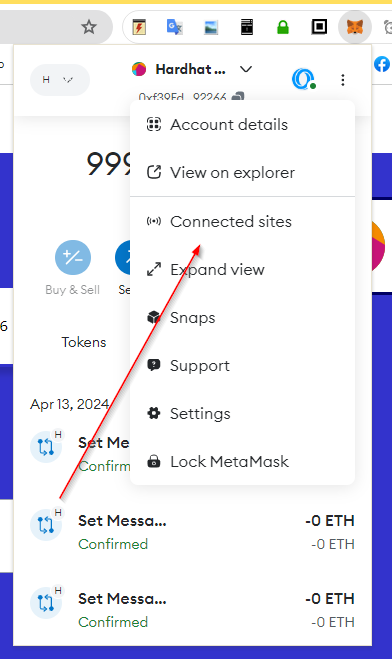 H
Hardhat ...
0xf39Fd...92266
999
Account details
View on explorer
Connected sites
Expand view
Snaps
Support
Settings
Lock MetaMask
Buy & Sell
Se
6
Tokens
Apr 13, 2024
H
Set Me
Confirm
H
Set Messa...
-0 ETH
Confirmed
-0 ETH
H
Set Messa...
-0 ETH
Confirmed
-0 ETH